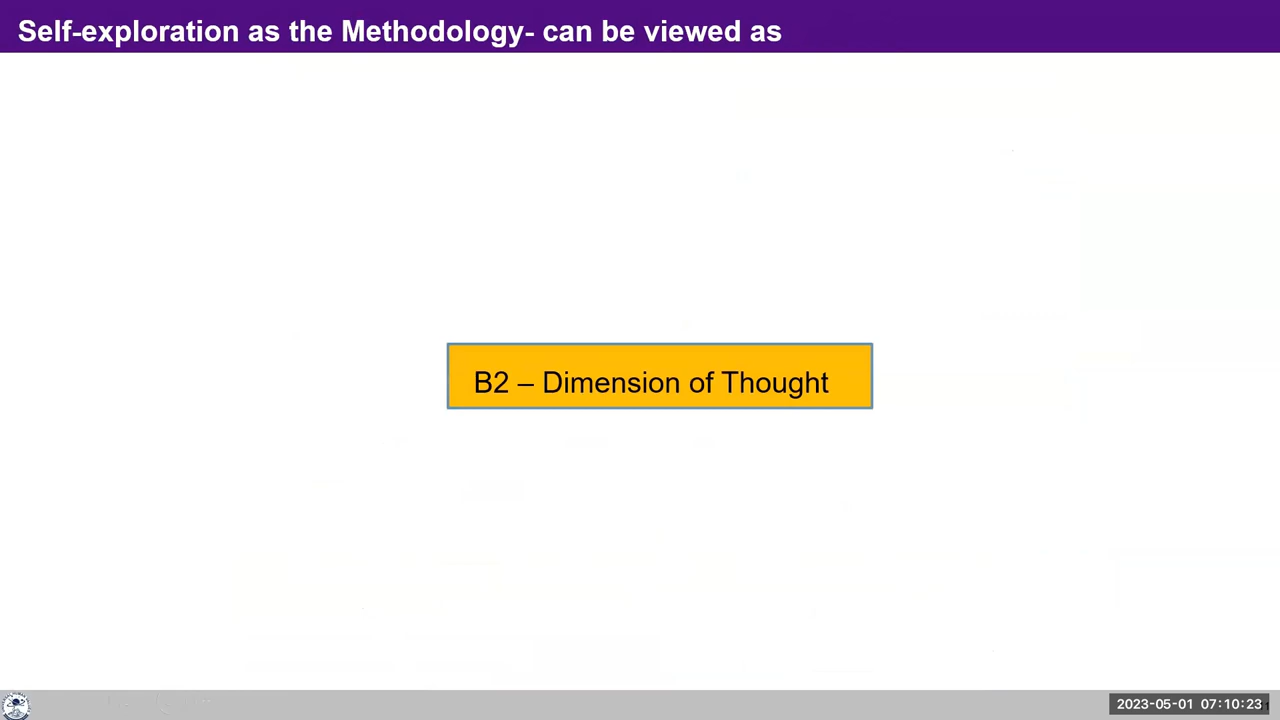 Self-exploration as the Methodology- can be viewed as
B2 – Dimension of Thought
2023-05-01 07:10:23